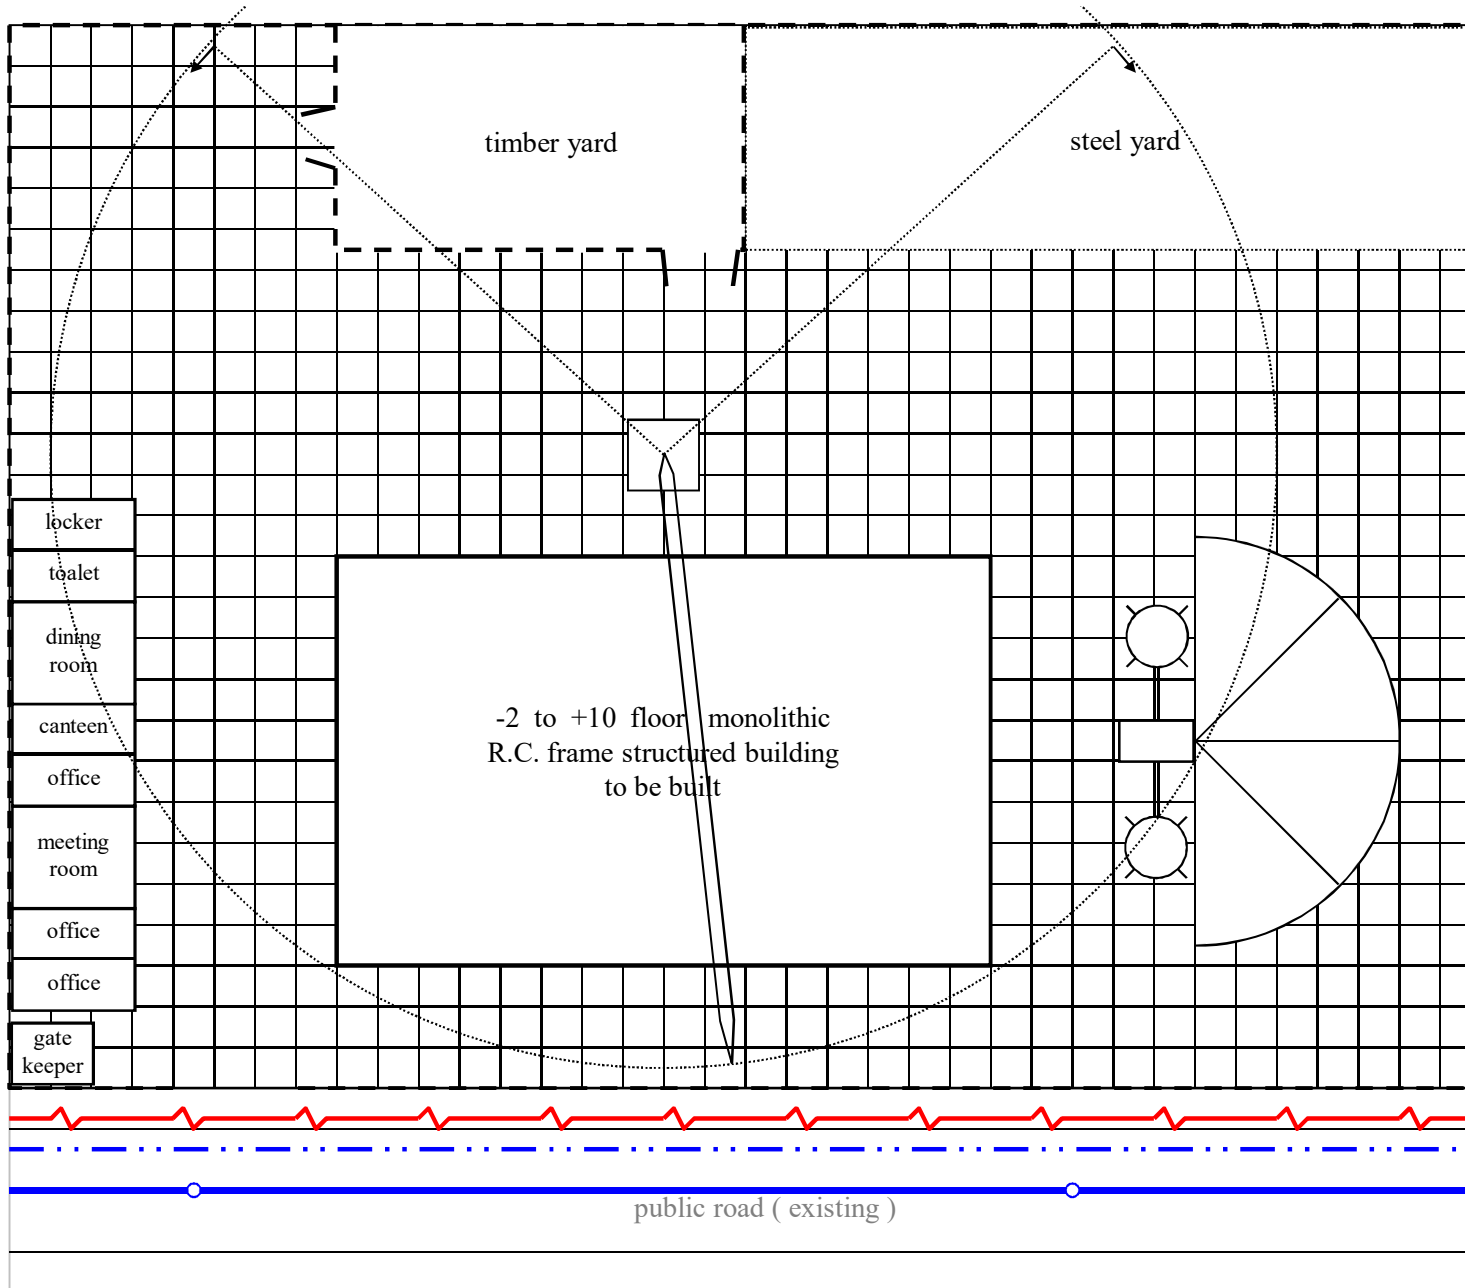 timber yard
steel yard
locker
toalet
dining
room
canteen
office
meeting
room
office
office
gate
keeper
-2 to +10 floor monolithic
R.C. frame structured building
to be built
public road ( existing )